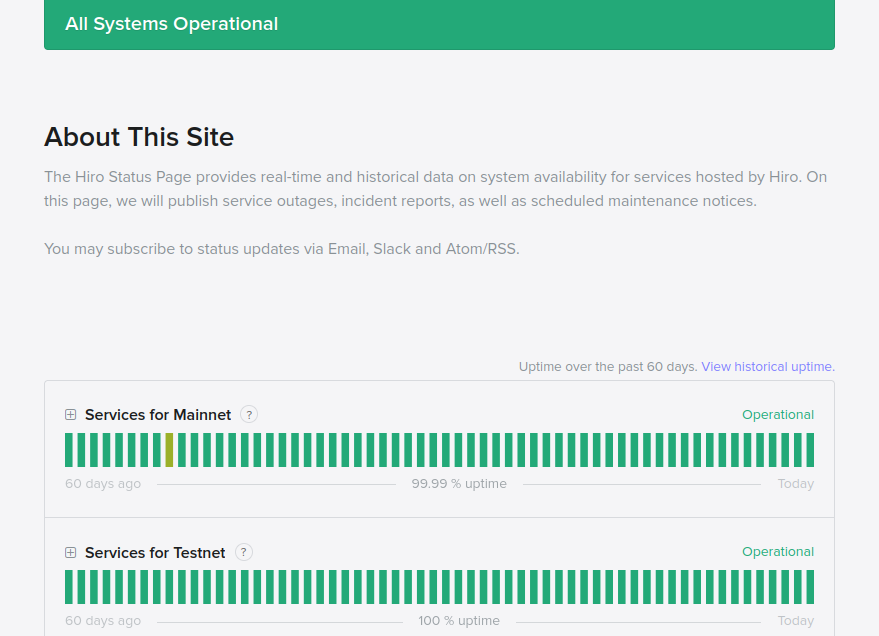 All Systems Operational
About This Site
The Hiro Status Page provides real-time and historical data on system availability for services hosted by Hiro. On
this page, we will publish service outages, incident reports, as well as scheduled maintenance notices.
You may subscribe to status updates via Email, Slack and Atom/RSS.
Uptime over the past 60 days. View historical uptime.
Services for Mainnet ? Operational
60 days ago 99.99 % uptime Today
Services for Testnet ? Operational
60 days ago 100 % uptime Today